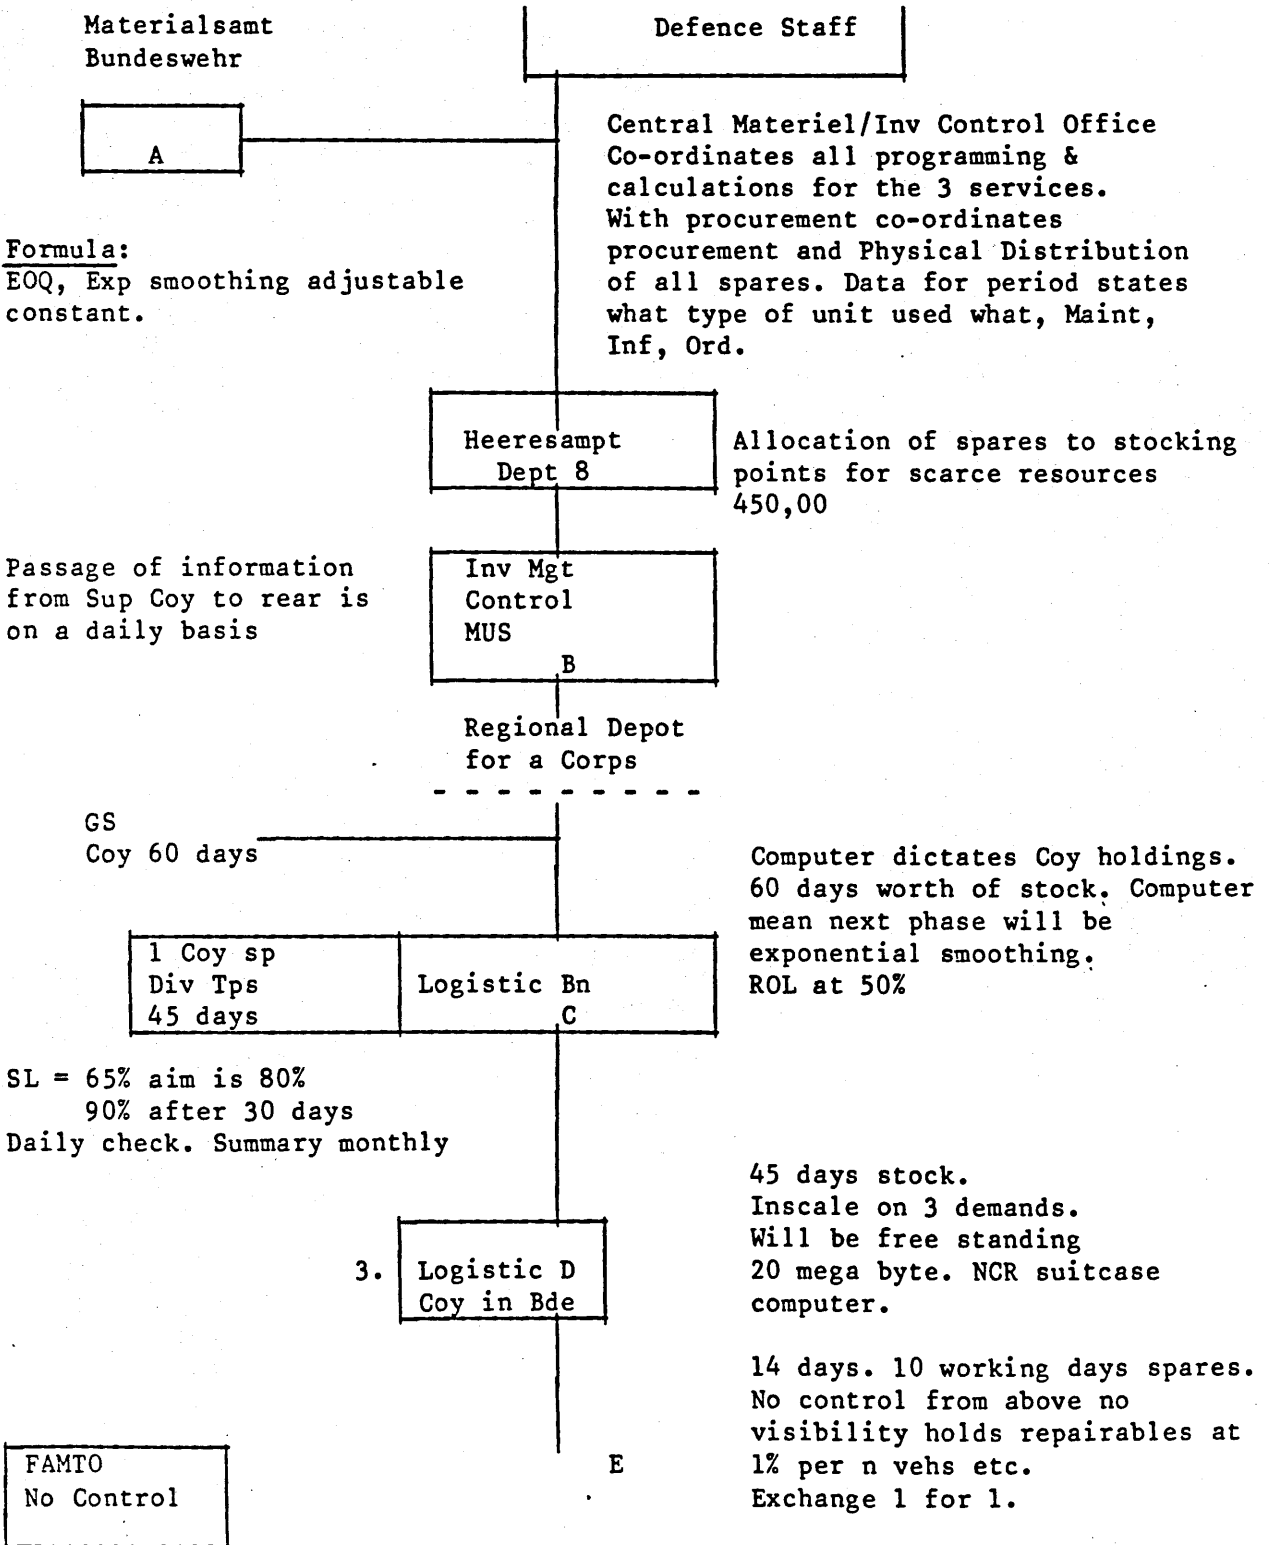 Materialsamt
Bundeswehr
Defence Staff
A
Central Materiel/Inv Control Office
Co-ordinates all programming &
calculations for the 3 services.
With procurement co-ordinates
procurement and Physical Distribution
of all spares. Data for period states
what type of unit used what, Maint,
Inf, Ord.
Formula:
EOQ, Exp smoothing adjustable
constant.
Heeresampt
Dept 8
Allocation of spares to stocking
points for scarce resources
450,00
Passage of information
from Sup Coy to rear is
on a daily basis
Inv Mgt
Control
MUS
B
Regional Depot
for a Corps
GS
Coy 60 days
Computer dictates Coy holdings.
60 days worth of stock. Computer
mean next phase will be
exponential smoothing.
ROL at 50%
1 Coy sp
Div Tps
45 days
Logistic Bn
C
SL = 65% aim is 80%
90% after 30 days
Daily check. Summary monthly
45 days stock.
Inscale on 3 demands.
Will be free standing
20 mega byte. NCR suitcase
computer.
3.
Logistic D
Coy in Bde
14 days. 10 working days spares.
No control from above no
visibility holds repairables at
1% per n vehs etc.
Exchange 1 for 1.
E
FAMTO
No Control